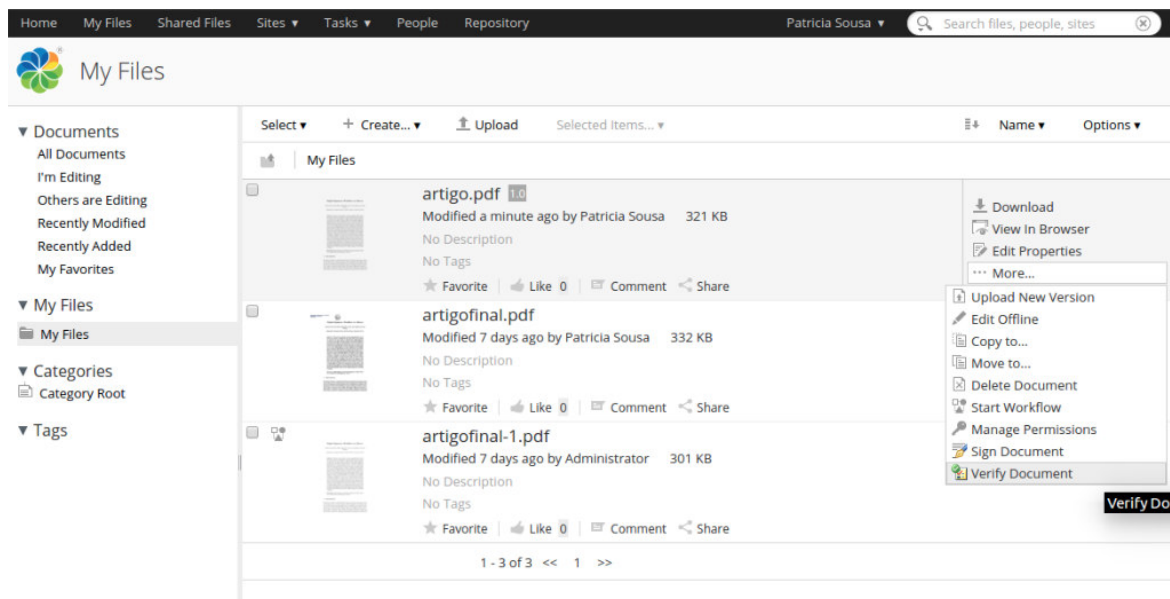 Home My Files Shared Files Sites ▾ Tasks ▾ People Repository Patricia Sousa ▾ Search files, people, sites
My Files
Documents
All Documents
I'm Editing
Others are Editing
Recently Modified
Recently Added
My Favorites
My Files
My Files
Categories
Category Root
Tags
Select ▾ + Create... ▾ Upload Selected Items... ▾ Name ▾ Options ▾
My Files
artigo.pdf 1.0
Modified a minute ago by Patricia Sousa 321 KB
No Description
No Tags
Favorite Like 0 Comment Share
artigofinal.pdf
Modified 7 days ago by Patricia Sousa 332 KB
No Description
No Tags
Favorite Like 0 Comment Share
artigofinal-1.pdf
Modified 7 days ago by Administrator 301 KB
No Description
No Tags
Favorite Like 0 Comment Share
1 - 3 of 3 << 1 >>
Download
View In Browser
Edit Properties
··· More...
Upload New Version
Edit Offline
Copy to...
Move to...
Delete Document
Start Workflow
Manage Permissions
Sign Document
Verify Document
Verify Do